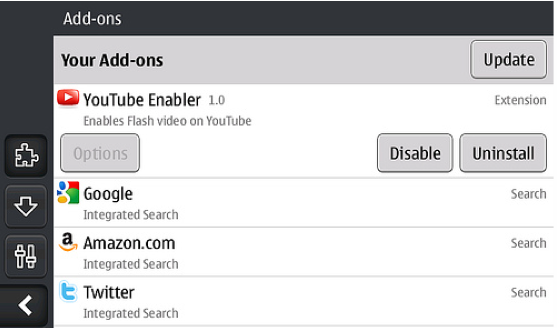 Add-ons
Your Add-ons
Update
YouTube Enabler 1.0
Extension
Enables Flash video on YouTube
Options
Disable
Uninstall
Google
Search
Integrated Search
Amazon.com
Search
Integrated Search
Twitter
Search
Integrated Search